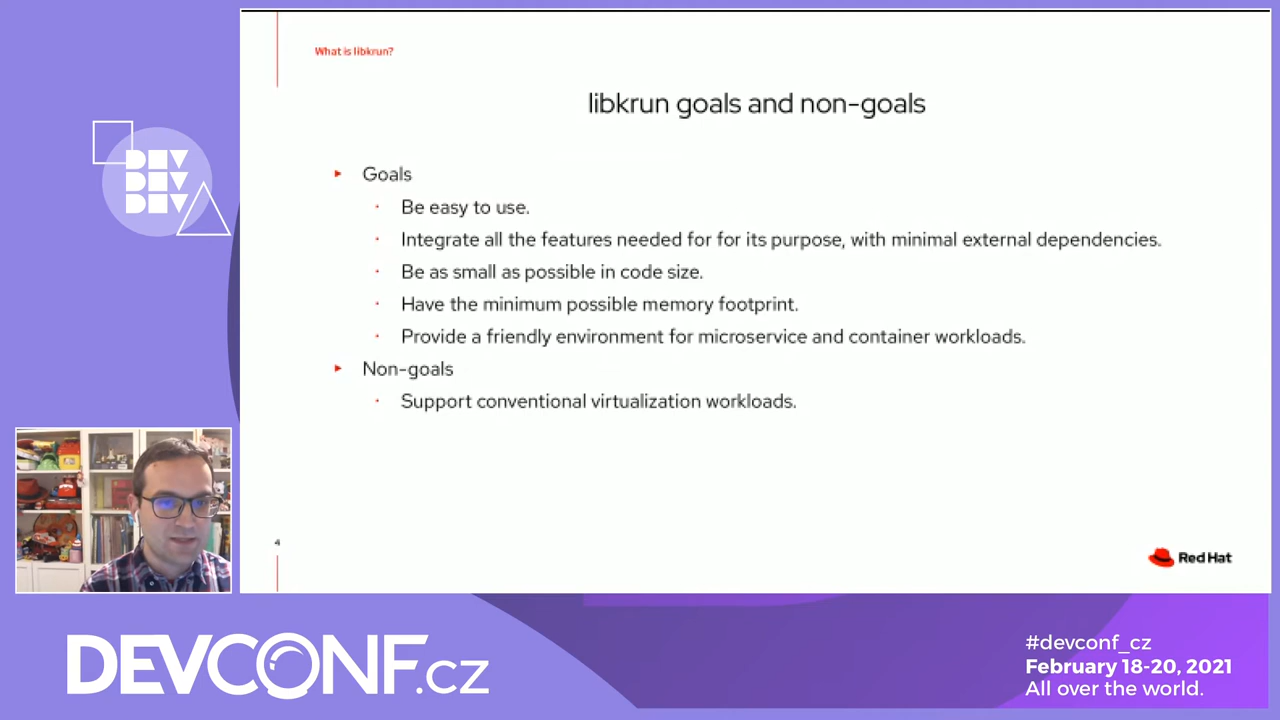 What is libkrun?
libkrun goals and non-goals
Goals
Be easy to use.
Integrate all the features needed for for its purpose, with minimal external dependencies.
Be as small as possible in code size.
Have the minimum possible memory footprint.
Provide a friendly environment for microservice and container workloads.
Non-goals
Support conventional virtualization workloads.
4
Red Hat
DEV
DEV
DEV
DEVCONF.cz
#devconf_cz
February 18-20, 2021
All over the world.